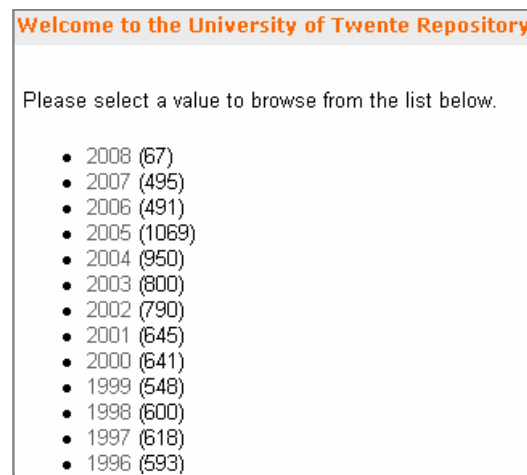 Welcome to the University of Twente Repository
Please select a value to browse from the list below.
• 2008 (67)
• 2007 (495)
• 2006 (491)
• 2005 (1069)
• 2004 (950)
• 2003 (800)
• 2002 (790)
• 2001 (645)
• 2000 (641)
• 1999 (548)
• 1998 (600)
• 1997 (618)
• 1996 (593)